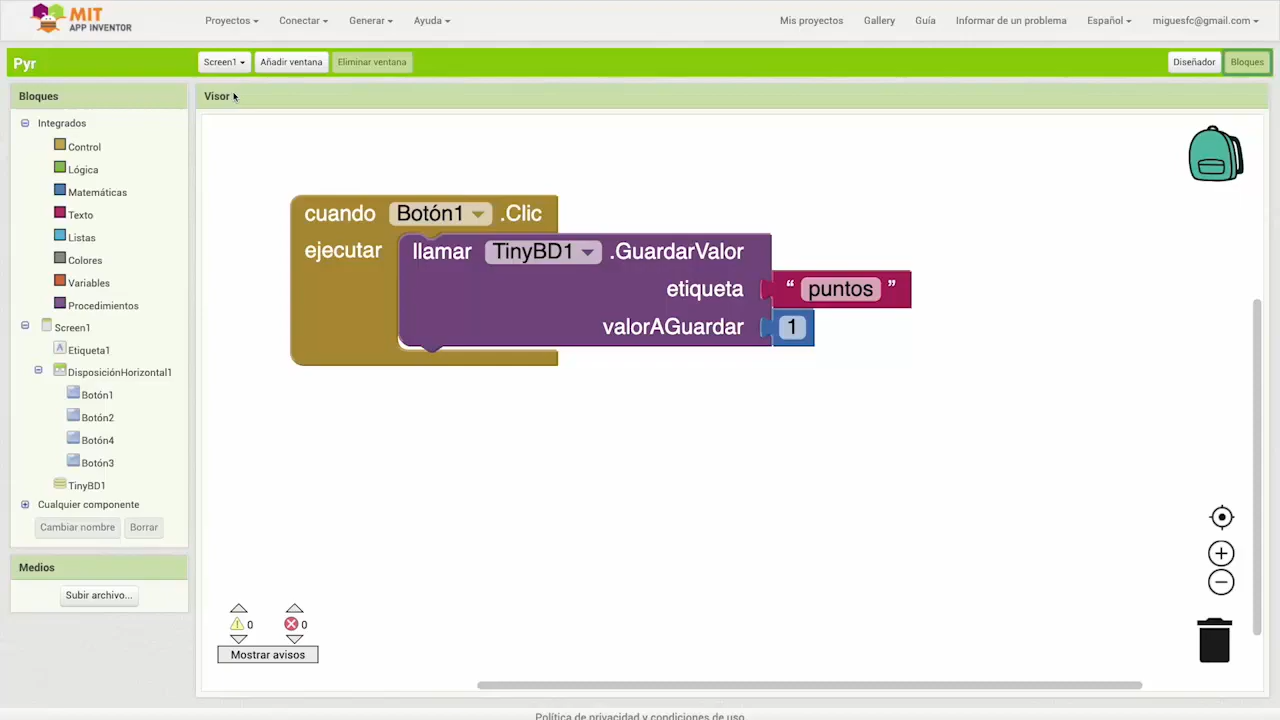 MIT
APP INVENTOR
Proyectos Conectar Generar Ayuda Mis proyectos Gallery Guía Informar de un problema Español miguesfc@gmail.com
Pyr Screen1 Añadir ventana Eliminar ventana Diseñador Bloques
Bloques
Visor
Integrados
Control
Lógica
Matemáticas
Texto
Listas
Colores
Variables
Procedimientos
Screen1
A Etiqueta1
DisposiciónHorizontal1
Botón1
Botón2
Botón4
Botón3
TinyBD1
Cualquier componente
Cambiar nombre Borrar
Medios
Subir archivo...
cuando Botón1 .Clic
ejecutar llamar TinyBD1 .GuardarValor
etiqueta “ puntos ”
valorAGuardar 1
0 0
Mostrar avisos
Política de privacidad y condiciones de uso